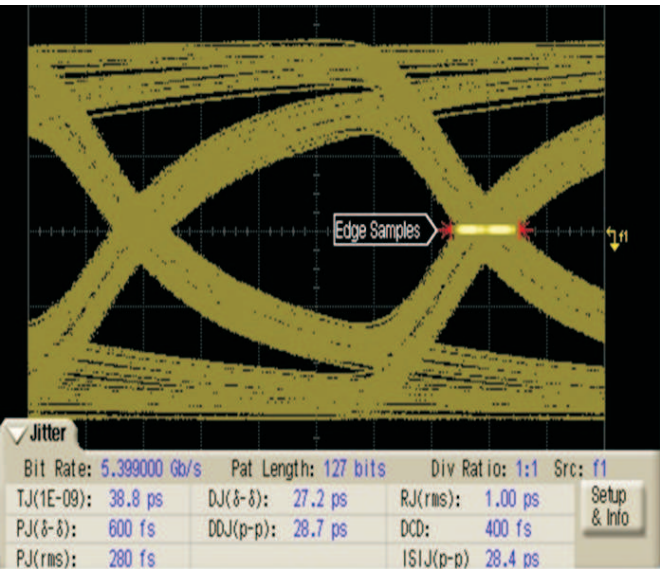 Edge Samples
f1
Jitter
Bit Rate: 5.399000 Gb/s Pat Length: 127 bits Div Ratio: 1:1 Src: f1
TJ(1E-09): 38.8 ps DJ(δ-δ): 27.2 ps RJ(rms): 1.00 ps
PJ(δ-δ): 600 fs DDJ(p-p): 28.7 ps DCD: 400 fs
PJ(rms): 280 fs ISIJ(p-p) 28.4 ps
Setup
& Info